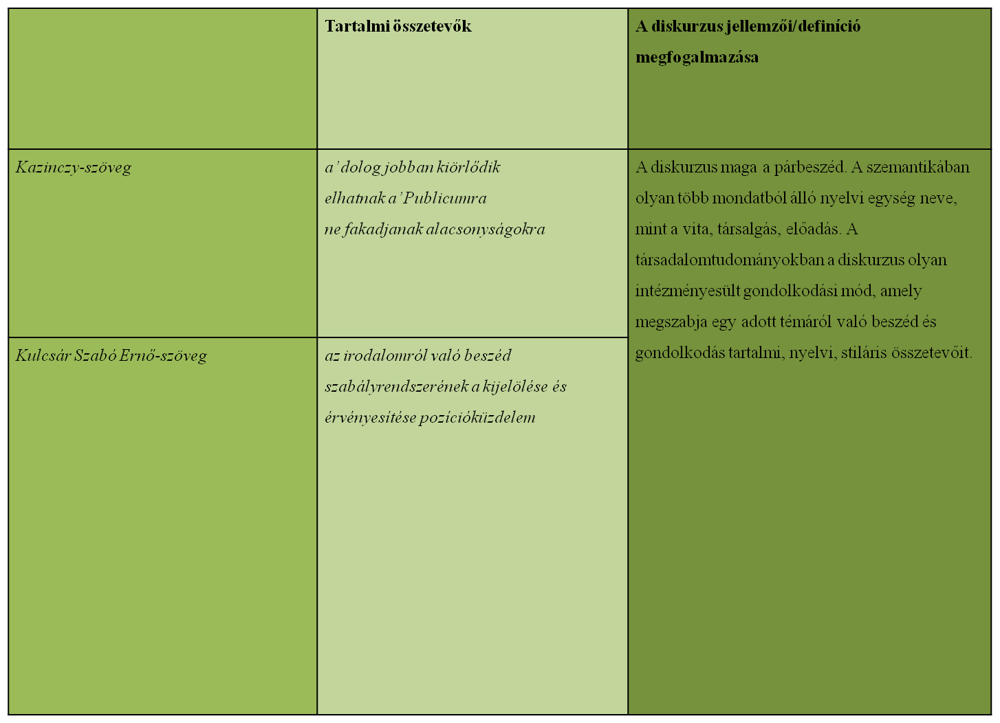 Tartalmi összetevők
A diskurzus jellemzői/definíció
megfogalmazása
Kazinczy-szöveg
a’ dolog jobban kiörlődik
elhatnak a’ Publicumra
ne fakadjanak alacsonyságokra
A diskurzus maga a párbeszéd. A szemantikában
olyan több mondatból álló nyelvi egység neve,
mint a vita, társalgás, előadás. A
társadalomtudományokban a diskurzus olyan
intézményesült gondolkodási mód, amely
megszabja egy adott témáról való beszéd és
gondolkodás tartalmi, nyelvi, stiláris összetevőit.
Kulcsár Szabó Ernő-szöveg
az irodalomról való beszéd
szabályrendszerének a kijelölése és
érvényesítése pozícióküzdelem